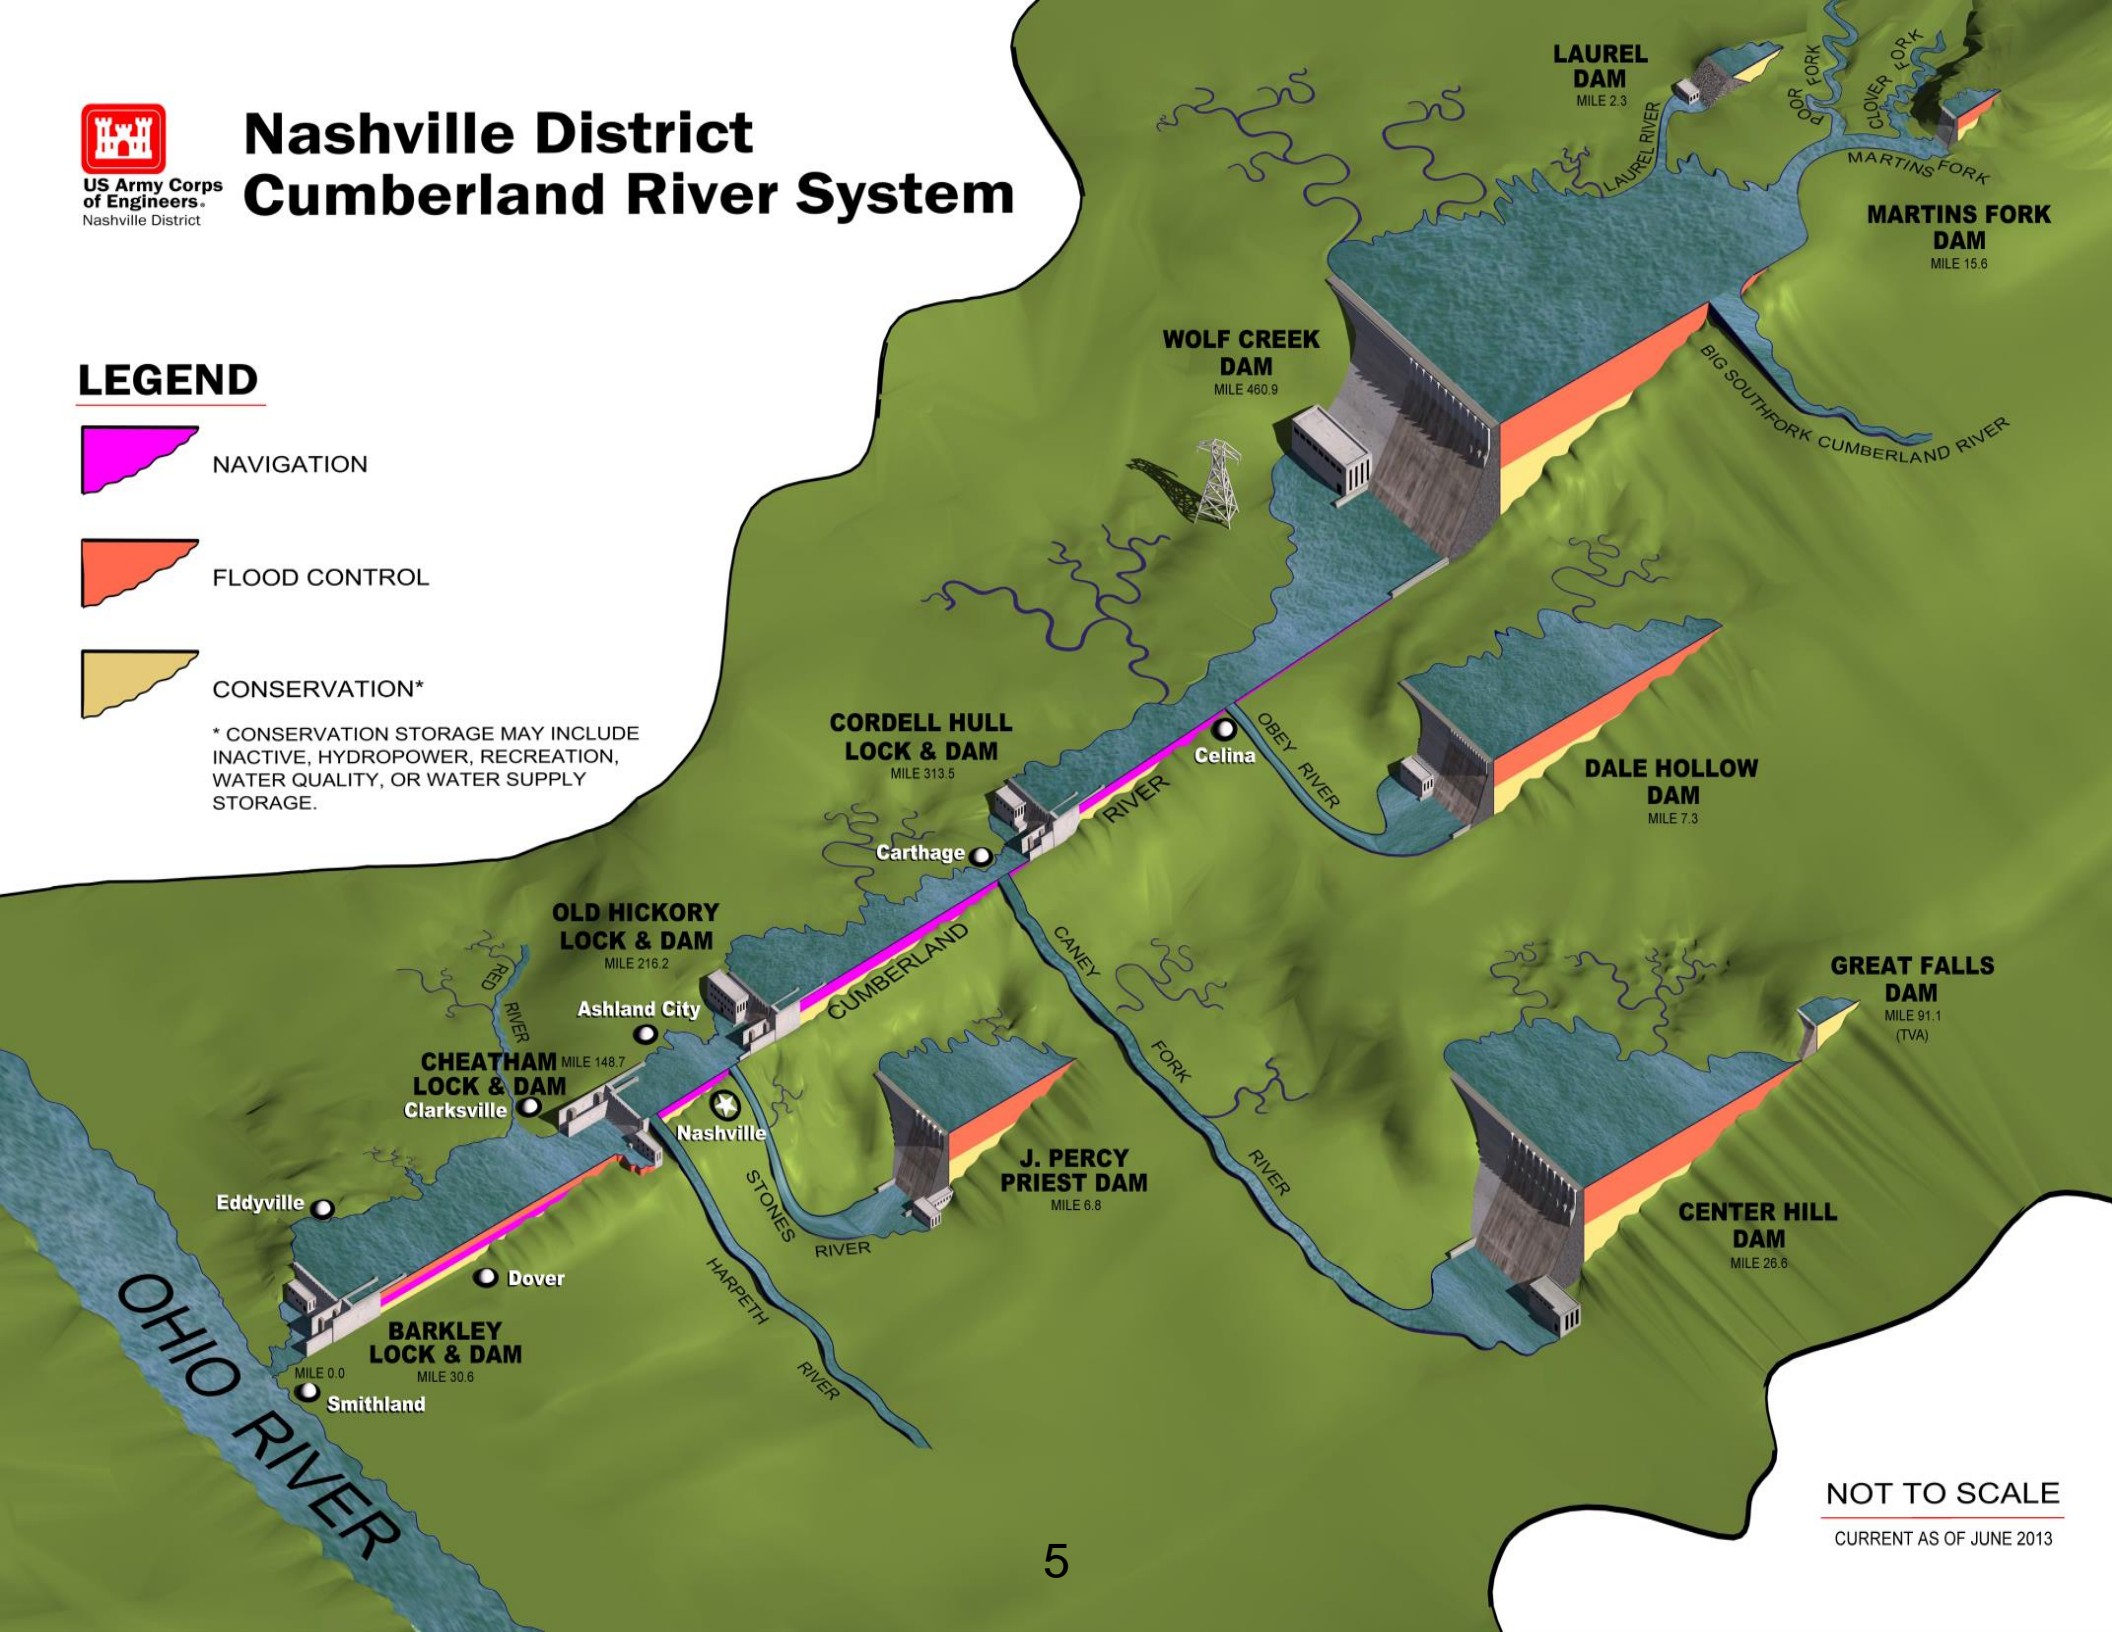 US Army Corps
of Engineers®
Nashville District
Nashville District
Cumberland River System
LEGEND
NAVIGATION
FLOOD CONTROL
CONSERVATION*
* CONSERVATION STORAGE MAY INCLUDE
INACTIVE, HYDROPOWER, RECREATION,
WATER QUALITY, OR WATER SUPPLY
STORAGE.
LAUREL
DAM
MILE 2.3
LAUREL RIVER
POOR FORK
CLOVER FORK
MARTINS FORK
MARTINS FORK
DAM
MILE 15.6
WOLF CREEK
DAM
MILE 460.9
BIG SOUTHFORK CUMBERLAND RIVER
CORDELL HULL
LOCK & DAM
MILE 313.5
Celina
OBEY RIVER
DALE HOLLOW
DAM
MILE 7.3
Carthage
CUMBERLAND RIVER
OLD HICKORY
LOCK & DAM
MILE 216.2
CANEY FORK RIVER
GREAT FALLS
DAM
MILE 91.1
(TVA)
RED RIVER
Ashland City
CHEATHAM MILE 148.7
LOCK & DAM
Clarksville
Nashville
STONES RIVER
J. PERCY
PRIEST DAM
MILE 6.8
CENTER HILL
DAM
MILE 26.6
Eddyville
Dover
HARPETH RIVER
BARKLEY
LOCK & DAM
MILE 30.6
MILE 0.0
Smithland
OHIO RIVER
NOT TO SCALE
CURRENT AS OF JUNE 2013
5